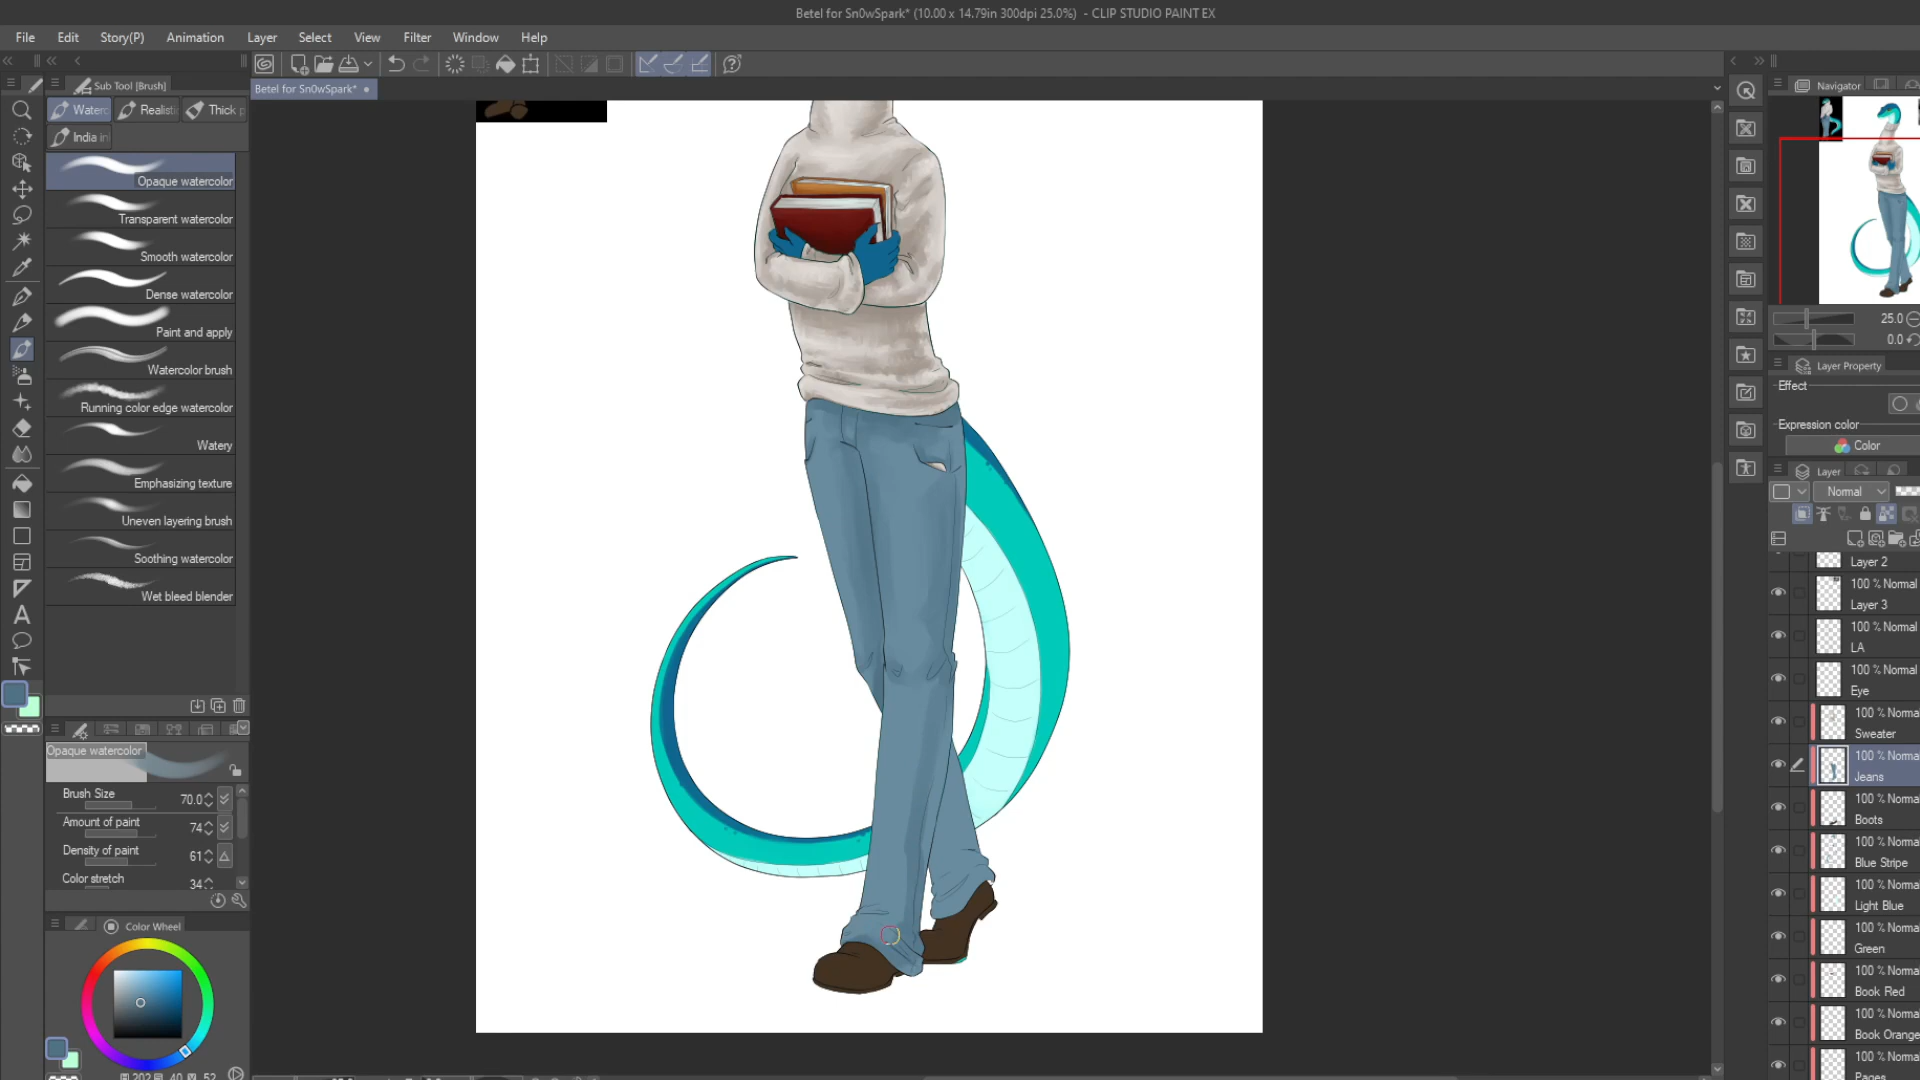 Betel for Sn0wSpark* (10.00 x 14.79in 300dpi 25.0%) - CLIP STUDIO PAINT EX
File Edit Story(P) Animation Layer Select View Filter Window Help
Sub Tool [Brush]
Betel for Sn0wSpark*
Navigator
Waterc Realisti Thick p
India in
Opaque watercolor
Transparent watercolor
Smooth watercolor
Dense watercolor
Paint and apply
Watercolor brush
Running color edge watercolor
Watery
Emphasizing texture
Uneven layering brush
Soothing watercolor
Wet bleed blender
Opaque watercolor
Brush Size 70.0
Amount of paint 74
Density of paint 61
Color stretch 34
Color Wheel
202 40 52
25.0
0.0
Layer Property
Effect
Expression color
Color
Layer
Normal
Layer 2
100 % Normal
Layer 3
100 % Normal
LA
100 % Normal
Eye
100 % Normal
Sweater
100 % Normal
Jeans
100 % Normal
Boots
100 % Normal
Blue Stripe
100 % Normal
Light Blue
100 % Normal
Green
100 % Normal
Book Red
100 % Normal
Book Orange
100 % Normal
Pages